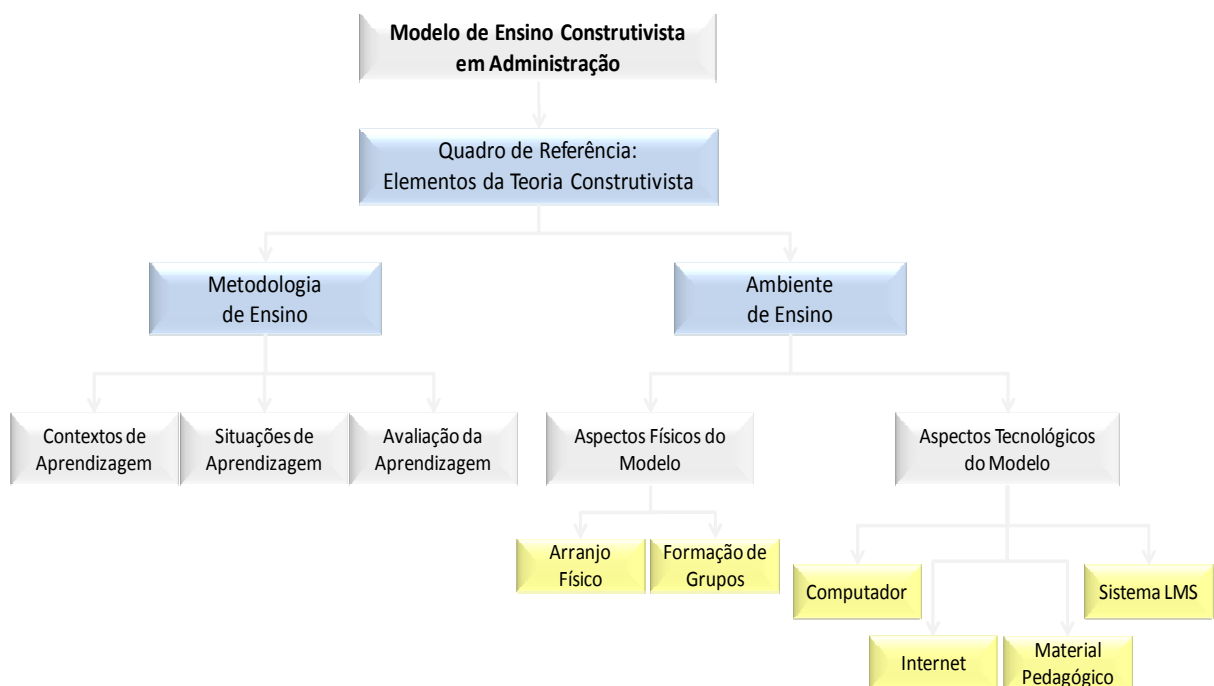 Modelo de Ensino Construtivista
em Administração
Quadro de Referência:
Elementos da Teoria Construtivista
Metodologia
de Ensino
Ambiente
de Ensino
Contextos de
Aprendizagem
Situações de
Aprendizagem
Avaliação da
Aprendizagem
Aspectos Físicos do
Modelo
Aspectos Tecnológicos
do Modelo
Arranjo
Físico
Formação de
Grupos
Computador
Sistema LMS
Internet
Material
Pedagógico